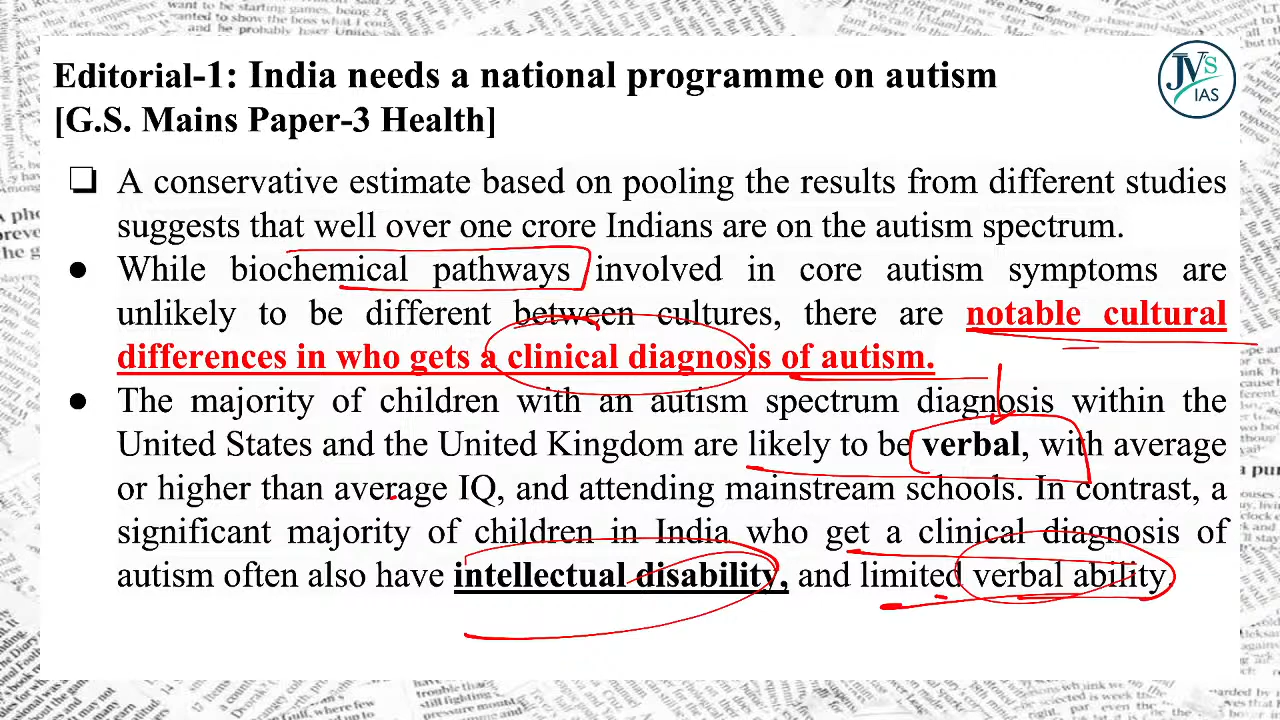 Editorial-1: India needs a national programme on autism
[G.S. Mains Paper-3 Health]
JVS
IAS
❏ A conservative estimate based on pooling the results from different studies
suggests that well over one crore Indians are on the autism spectrum.
● While biochemical pathways involved in core autism symptoms are
unlikely to be different between cultures, there are notable cultural
differences in who gets a clinical diagnosis of autism.
● The majority of children with an autism spectrum diagnosis within the
United States and the United Kingdom are likely to be verbal, with average
or higher than average IQ, and attending mainstream schools. In contrast, a
significant majority of children in India who get a clinical diagnosis of
autism often also have intellectual disability, and limited verbal ability